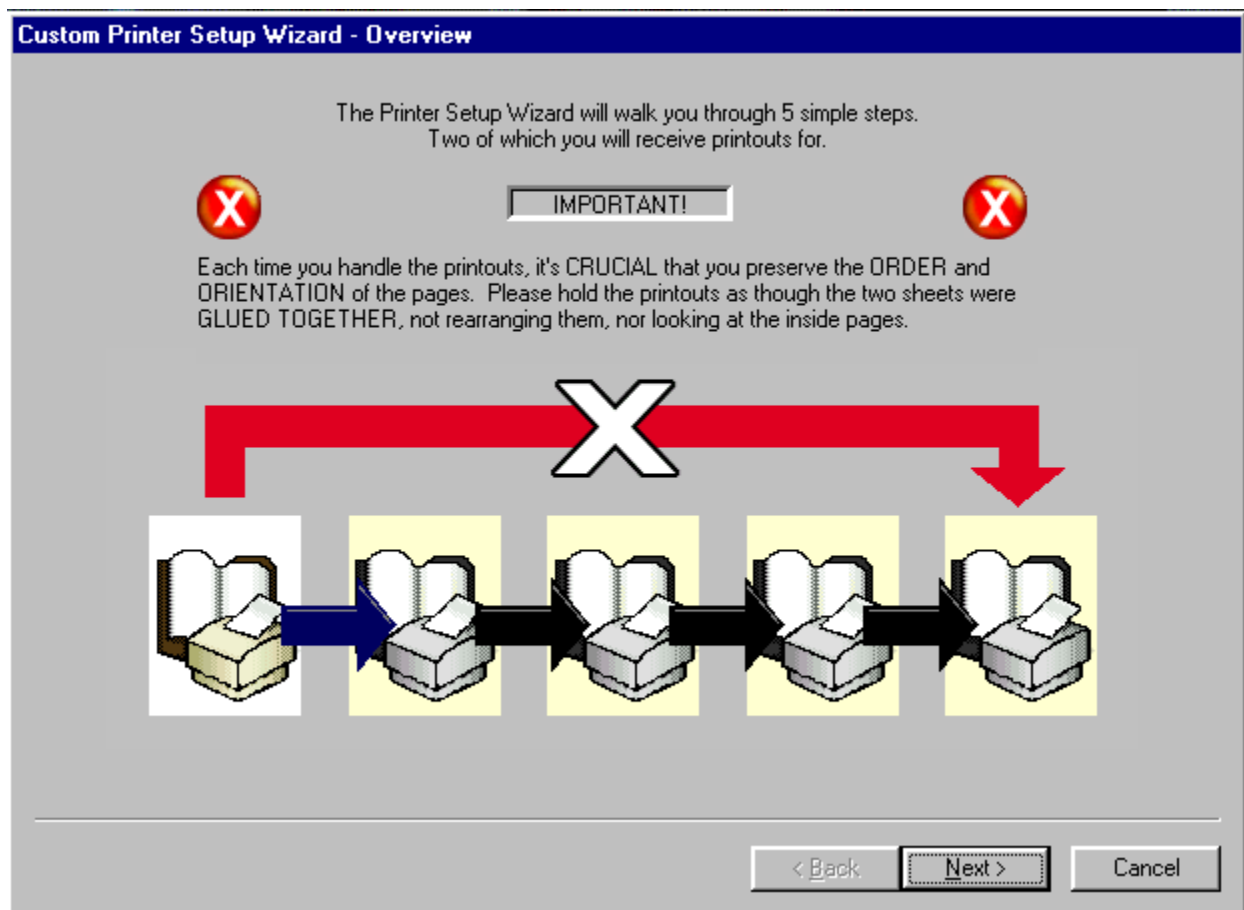 Custom Printer Setup Wizard - Overview
The Printer Setup Wizard will walk you through 5 simple steps.
Two of which you will receive printouts for.
X
IMPORTANT!
X
Each time you handle the printouts, it's CRUCIAL that you preserve the ORDER and
ORIENTATION of the pages.  Please hold the printouts as though the two sheets were
GLUED TOGETHER, not rearranging them, nor looking at the inside pages.
X
< Back
Next >
Cancel